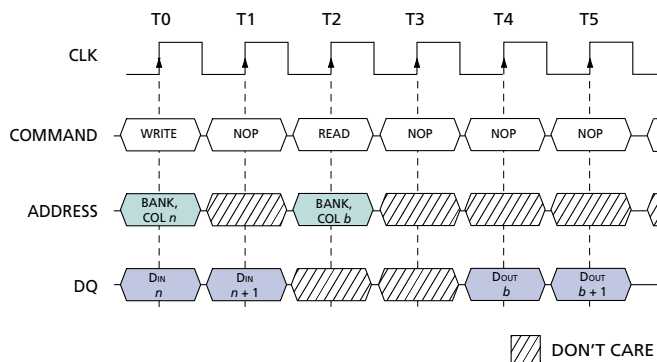 T0 T1 T2 T3 T4 T5
CLK
COMMAND WRITE NOP READ NOP NOP NOP
ADDRESS BANK, COL n BANK, COL b
DQ DIN n DIN n + 1 DOUT b DOUT b + 1
DON'T CARE